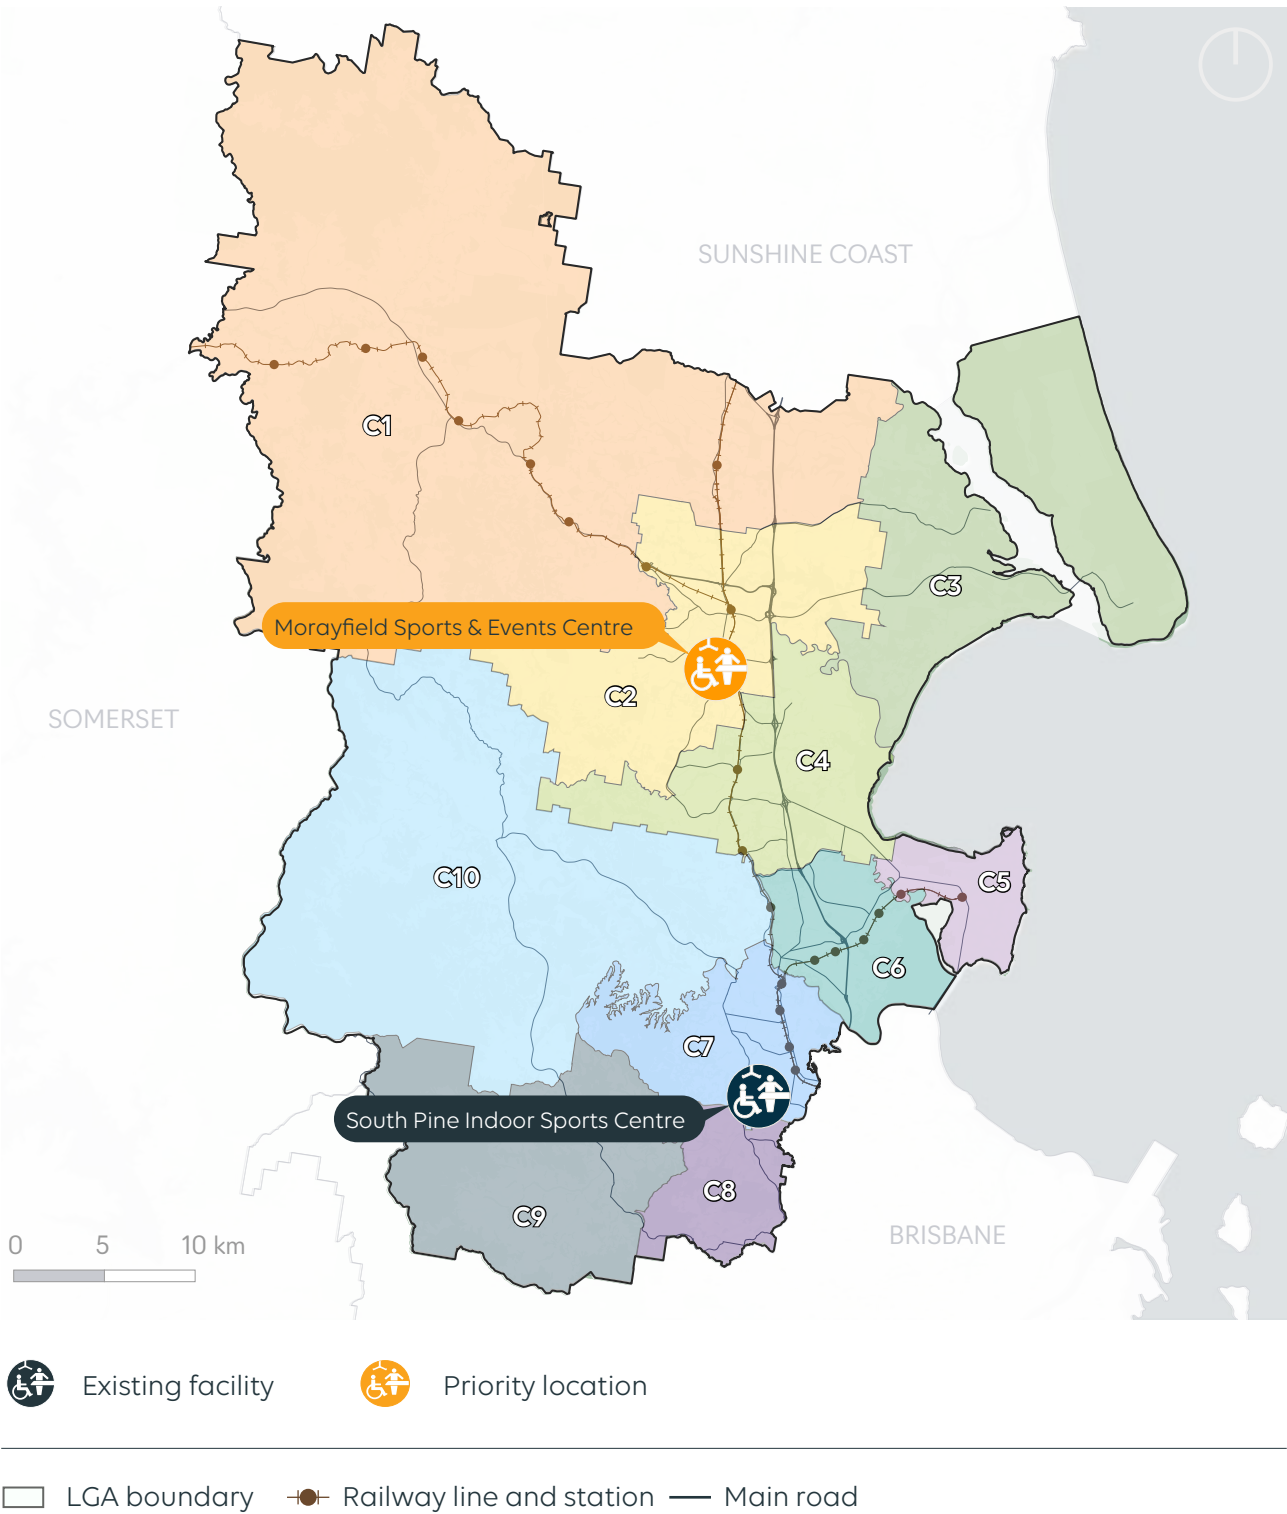 SUNSHINE COAST
C1
C3
Morayfield Sports & Events Centre
C2
SOMERSET
C4
C10
C5
C6
C7
South Pine Indoor Sports Centre
C8
C9
BRISBANE
0 5 10 km
Existing facility Priority location
LGA boundary Railway line and station Main road